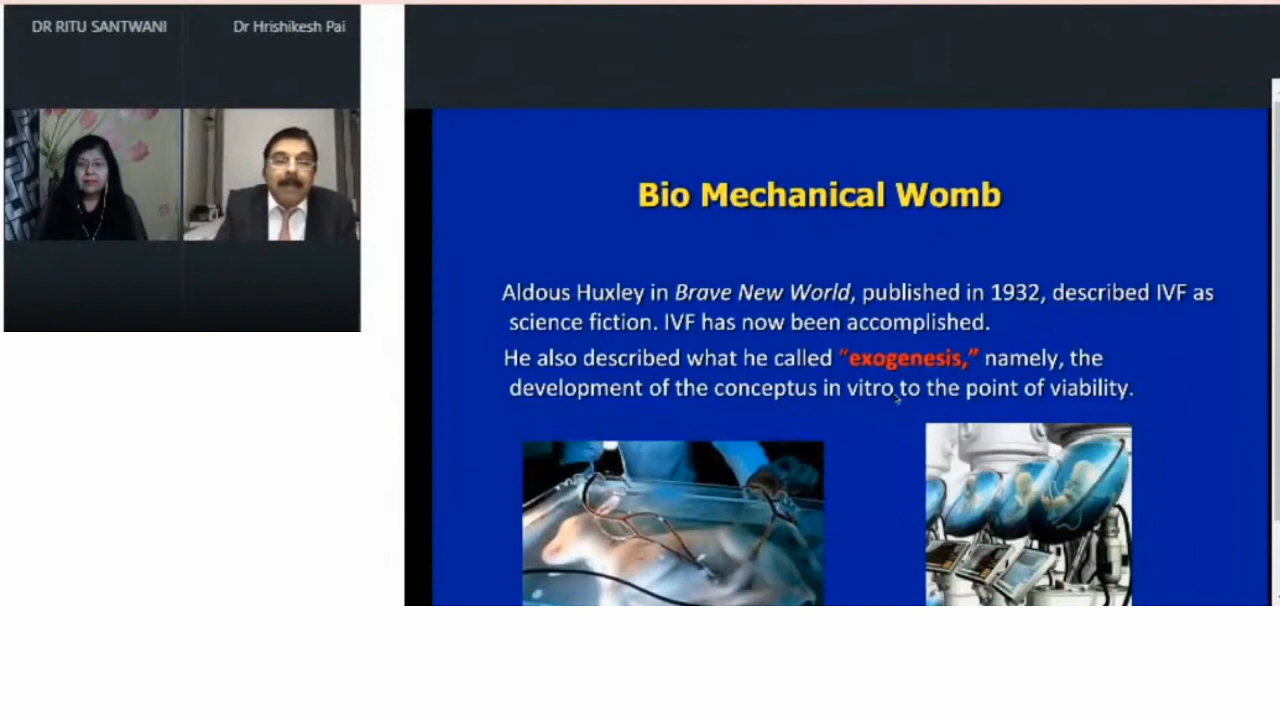 DR RITU SANTWANI
Dr Hrishikesh Pai
Bio Mechanical Womb
Aldous Huxley in Brave New World, published in 1932, described IVF as
science fiction. IVF has now been accomplished.
He also described what he called “exogenesis,” namely, the
development of the conceptus in vitro to the point of viability.